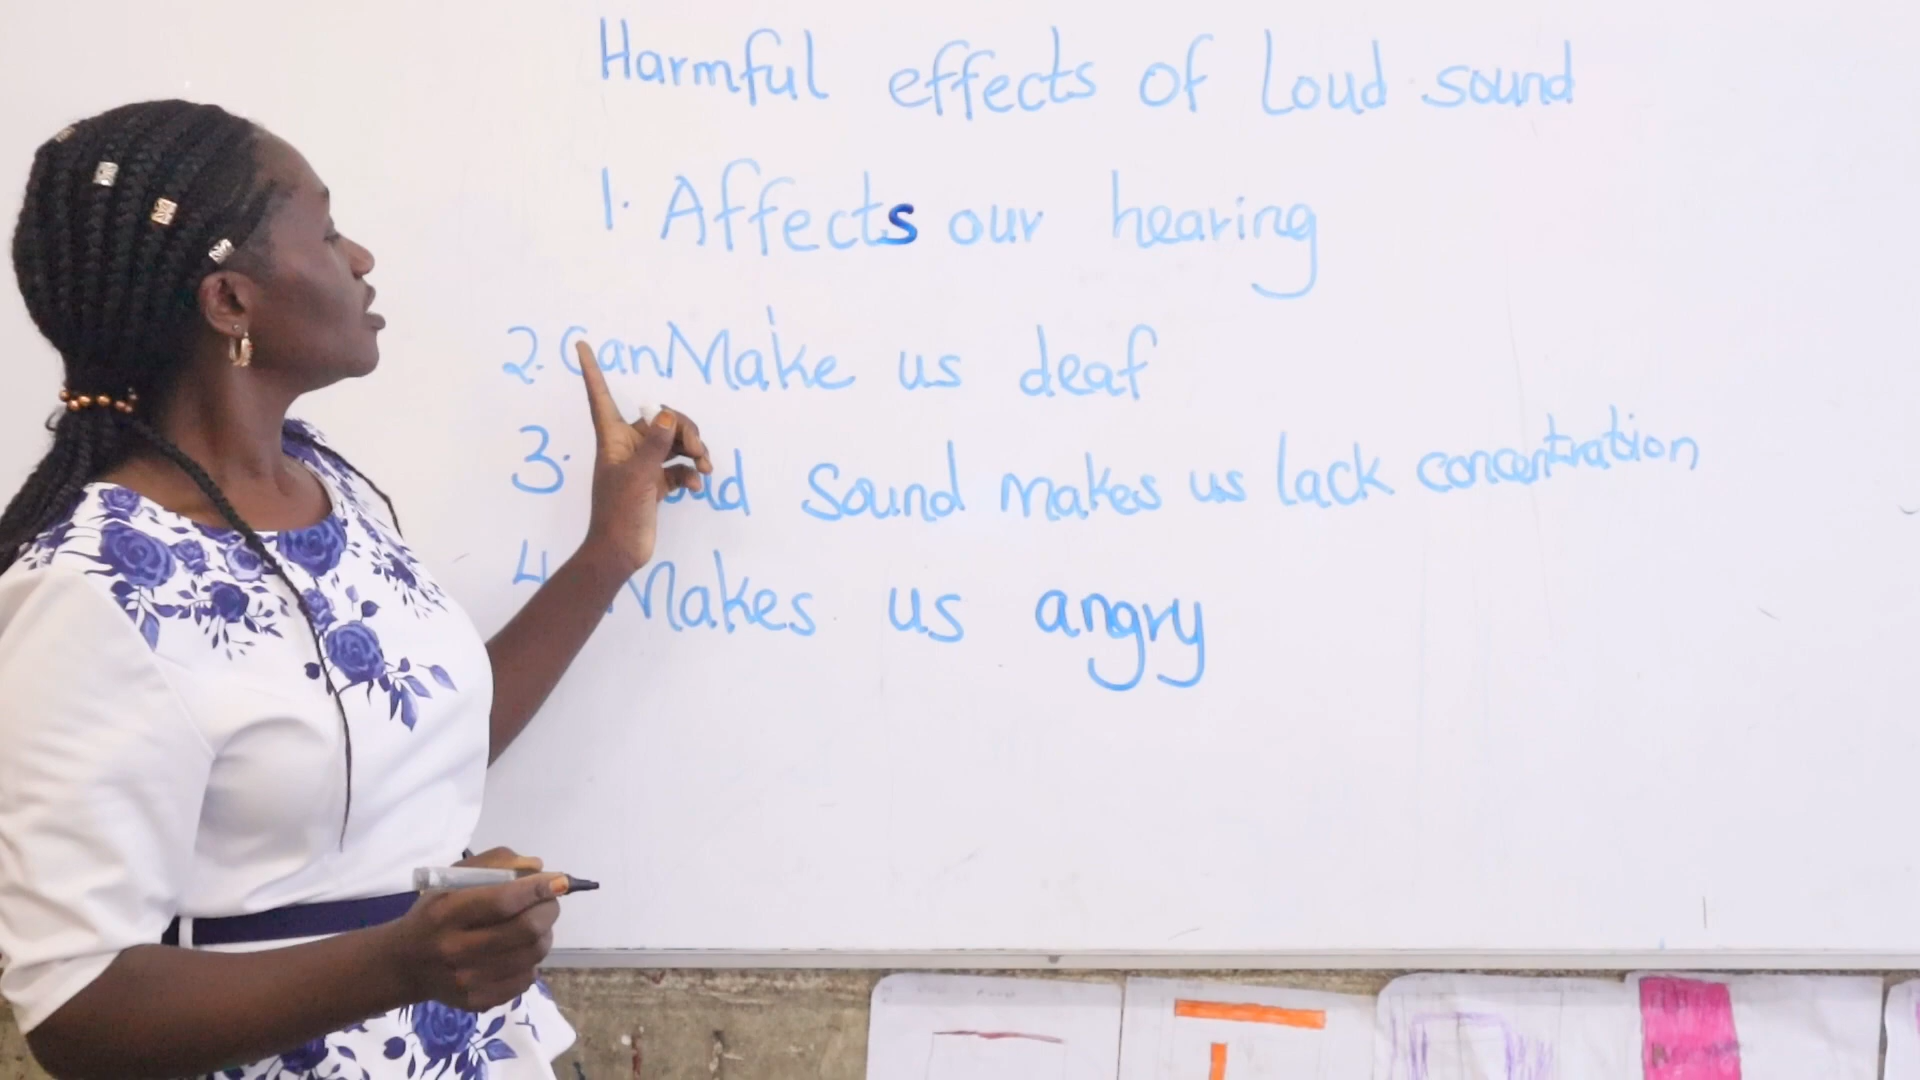 Harmful effects of Loud sound
1. Affects our hearing
2. Can Make us deaf
3. sound makes us lack concentration
4 Makes us angry